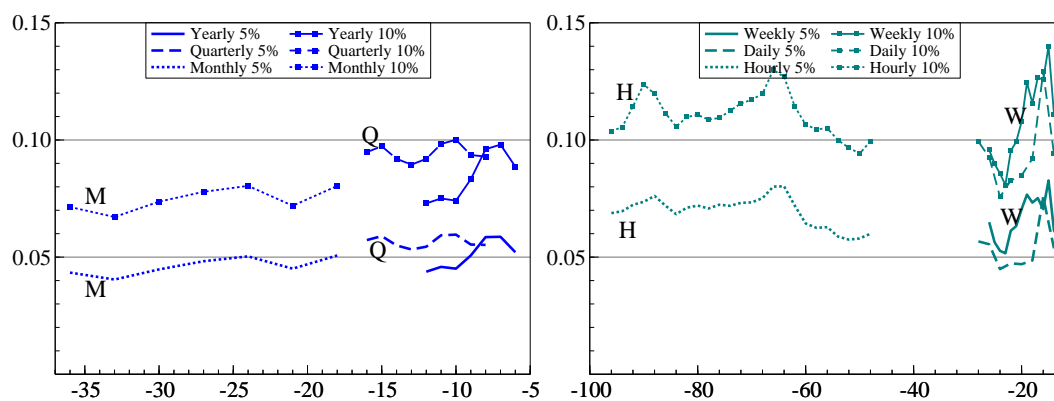 0.15
Yearly 5% Yearly 10%
Quarterly 5% Quarterly 10%
Monthly 5% Monthly 10%
0.10
Q
M
0.05
Q
M
-35 -30 -25 -20 -15 -10 -5
0.15
Weekly 5% Weekly 10%
Daily 5% Daily 10%
Hourly 5% Hourly 10%
H
W
0.10
W
H
0.05
-100 -80 -60 -40 -20